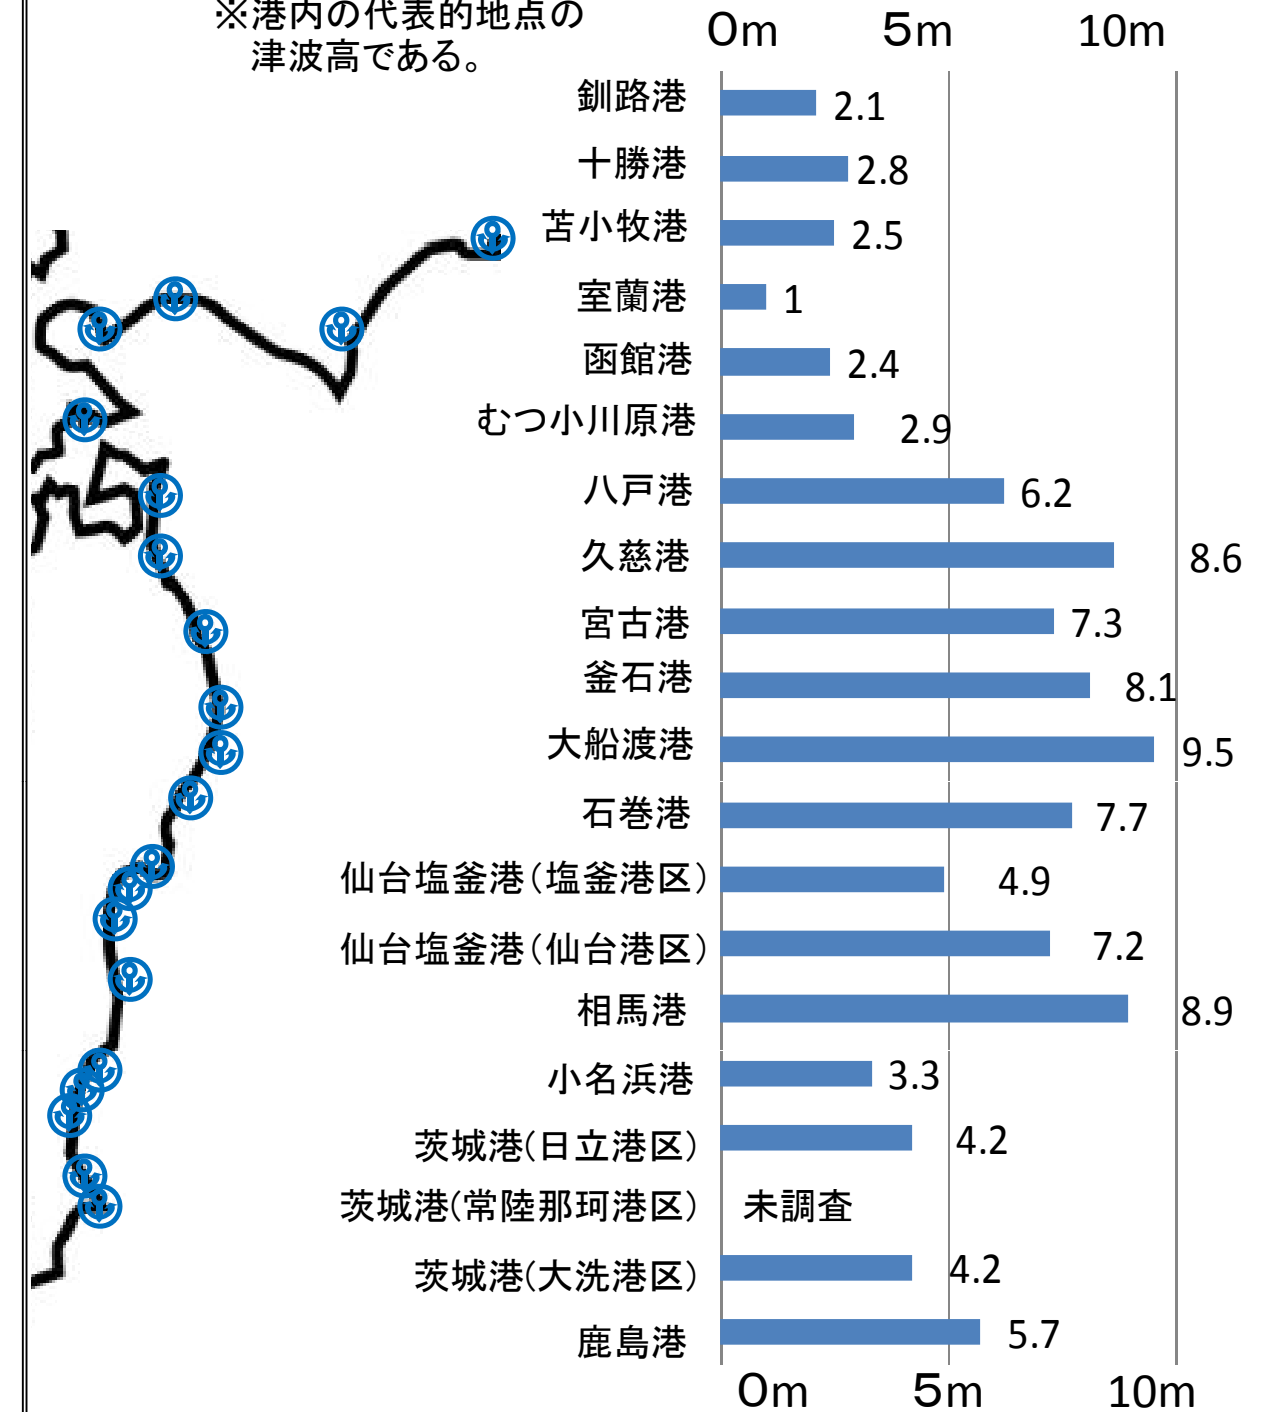 ※港内の代表的地点の
津波高である。
0m 5m 10m
釧路港 2.1
十勝港 2.8
苫小牧港 2.5
室蘭港 1
函館港 2.4
むつ小川原港 2.9
八戸港 6.2
久慈港 8.6
宮古港 7.3
釜石港 8.1
大船渡港 9.5
石巻港 7.7
仙台塩釜港(塩釜港区) 4.9
仙台塩釜港(仙台港区) 7.2
相馬港 8.9
小名浜港 3.3
茨城港(日立港区) 4.2
茨城港(常陸那珂港区) 未調査
茨城港(大洗港区) 4.2
鹿島港 5.7
0m 5m 10m